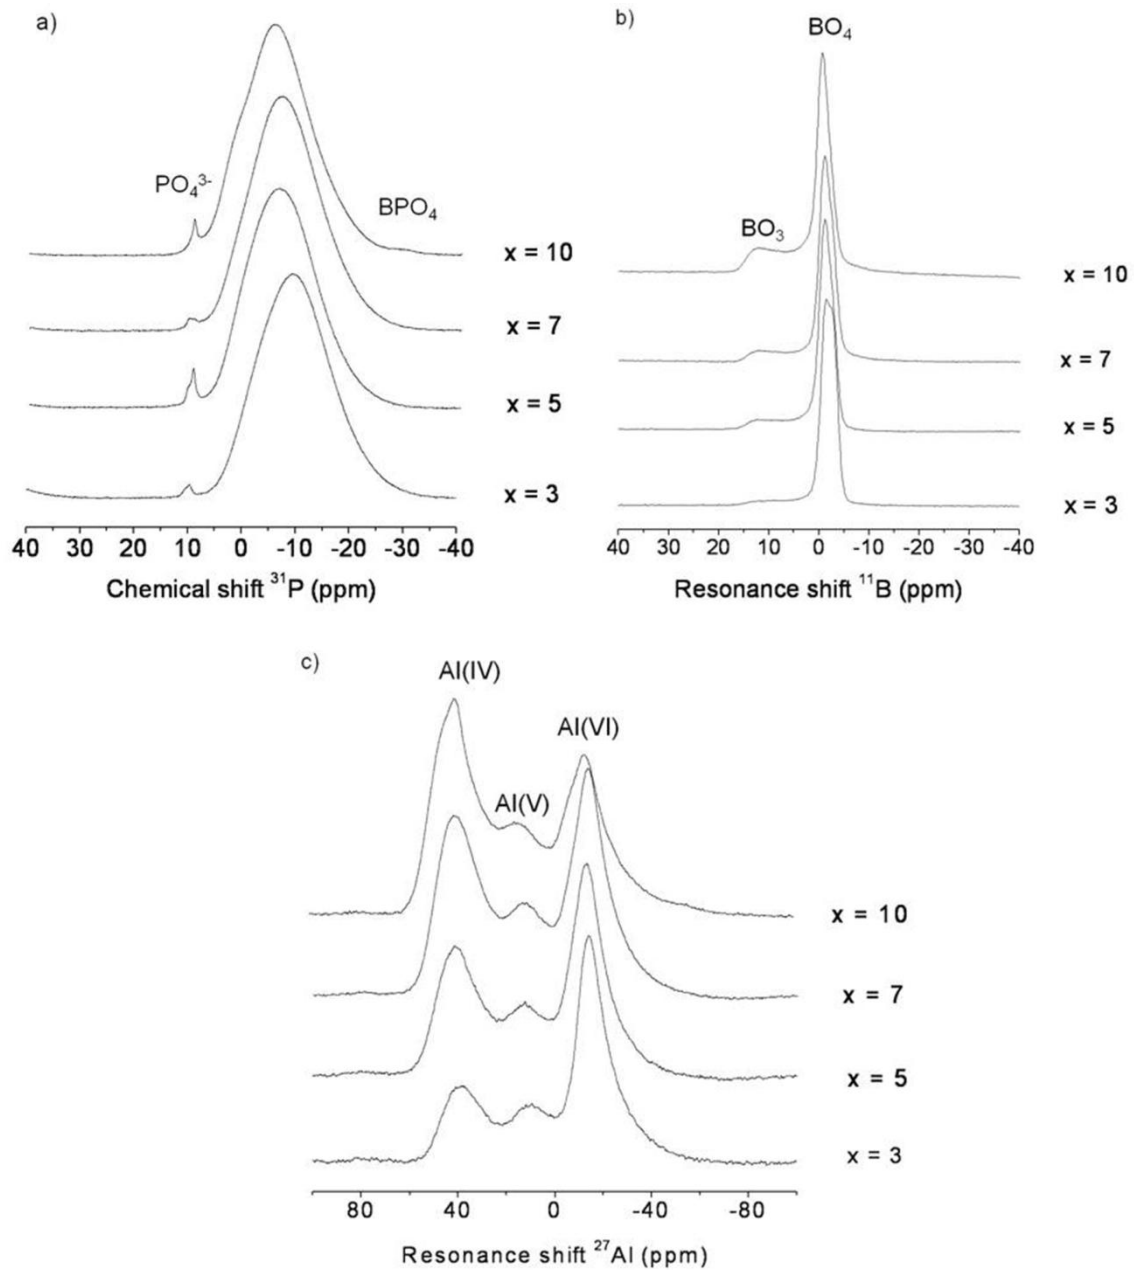 a)
PO₄³⁻
BPO₄
x = 10
x = 7
x = 5
x = 3
40 30 20 10 0 -10 -20 -30 -40
Chemical shift ³¹P (ppm)
b)
BO₄
BO₃
x = 10
x = 7
x = 5
x = 3
40 30 20 10 0 -10 -20 -30 -40
Resonance shift ¹¹B (ppm)
c)
Al(IV)
Al(VI)
Al(V)
x = 10
x = 7
x = 5
x = 3
80 40 0 -40 -80
Resonance shift ²⁷Al (ppm)